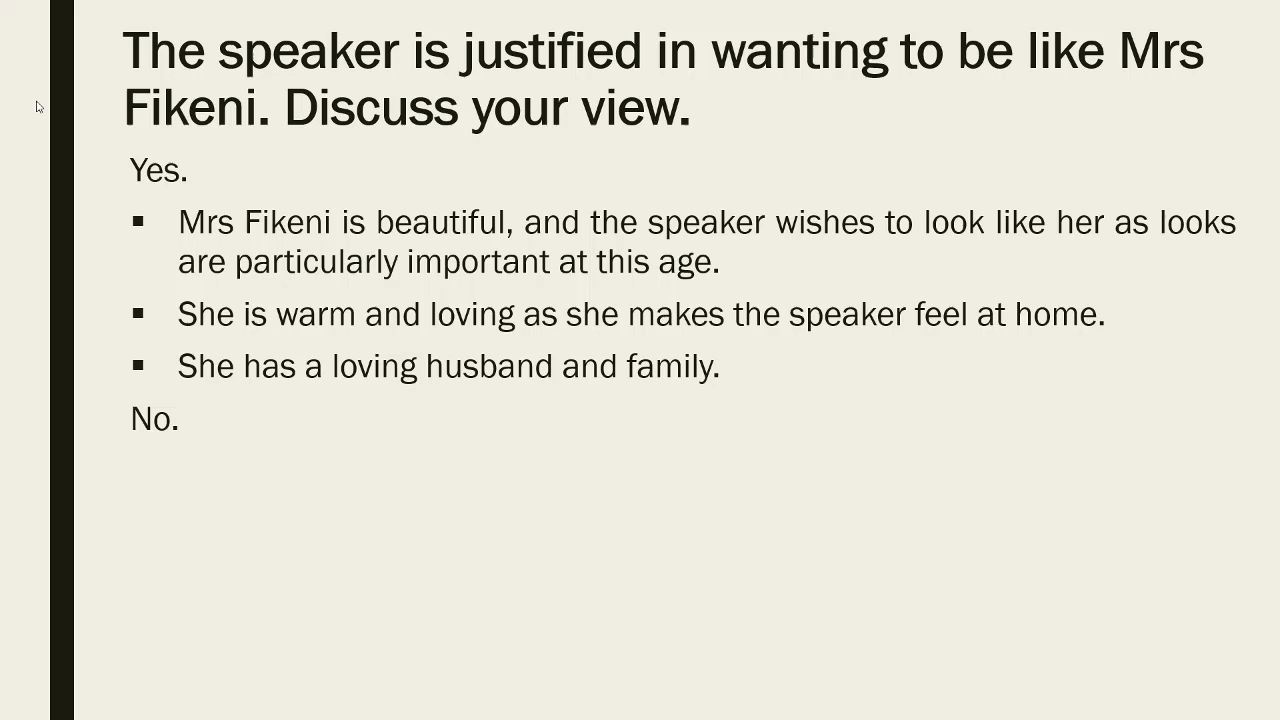 The speaker is justified in wanting to be like Mrs
Fikeni. Discuss your view.
Yes.
▪ Mrs Fikeni is beautiful, and the speaker wishes to look like her as looks
are particularly important at this age.
▪ She is warm and loving as she makes the speaker feel at home.
▪ She has a loving husband and family.
No.